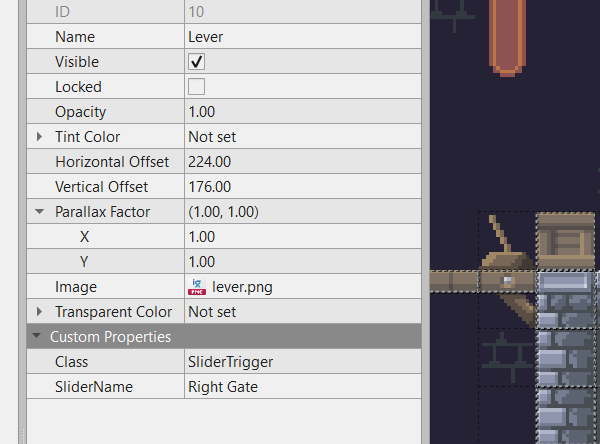 ID 10
Name Lever
Visible
Locked
Opacity 1.00
Tint Color Not set
Horizontal Offset 224.00
Vertical Offset 176.00
Parallax Factor (1.00, 1.00)
X 1.00
Y 1.00
Image lever.png
Transparent Color Not set
Custom Properties
Class SliderTrigger
SliderName Right Gate